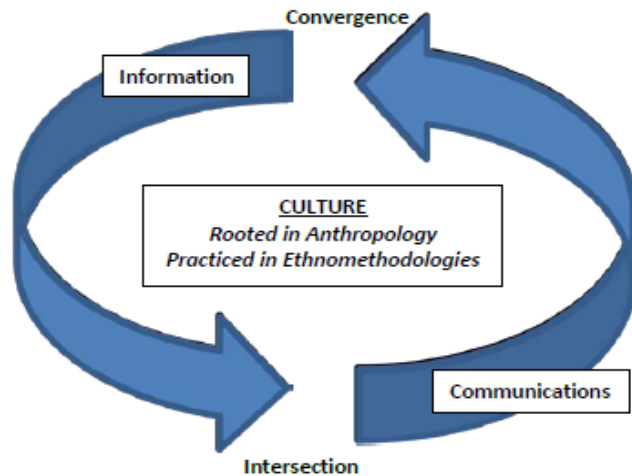 Convergence
Information
CULTURE
Rooted in Anthropology
Practiced in Ethnomethodologies
Communications
Intersection